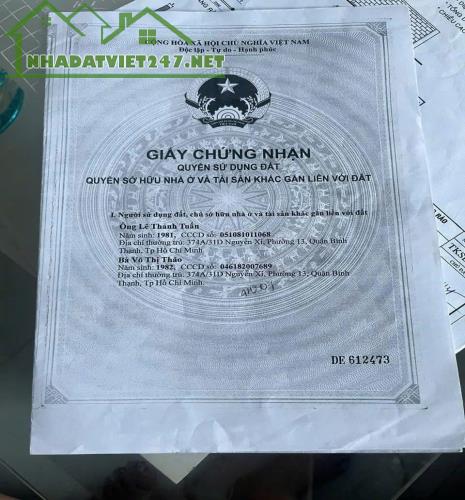 NHADATVIET247.NET
CỘNG HÒA XÃ HỘI CHỦ NGHĨA VIỆT NAM
Độc lập - Tự do - Hạnh phúc
GIẤY CHỨNG NHẬN
QUYỀN SỬ DỤNG ĐẤT
QUYỀN SỞ HỮU NHÀ Ở VÀ TÀI SẢN KHÁC GẮN LIỀN VỚI ĐẤT
I. Người sử dụng đất, chủ sở hữu nhà ở và tài sản khác gắn liền với đất
Ông Lê Thánh Tuấn
Năm sinh: 1981, CCCD số: 051081011068
Địa chỉ thường trú: 374A/31D Nguyễn Xí, Phường 13, Quận Bình
Thạnh, Tp Hồ Chí Minh.
Bà Võ Thị Thảo
Năm sinh: 1982, CCCD số: 046182007689
Địa chỉ thường trú: 374A/31D Nguyễn Xí, Phường 13, Quận Bình
Thạnh, Tp Hồ Chí Minh.
DE 612473